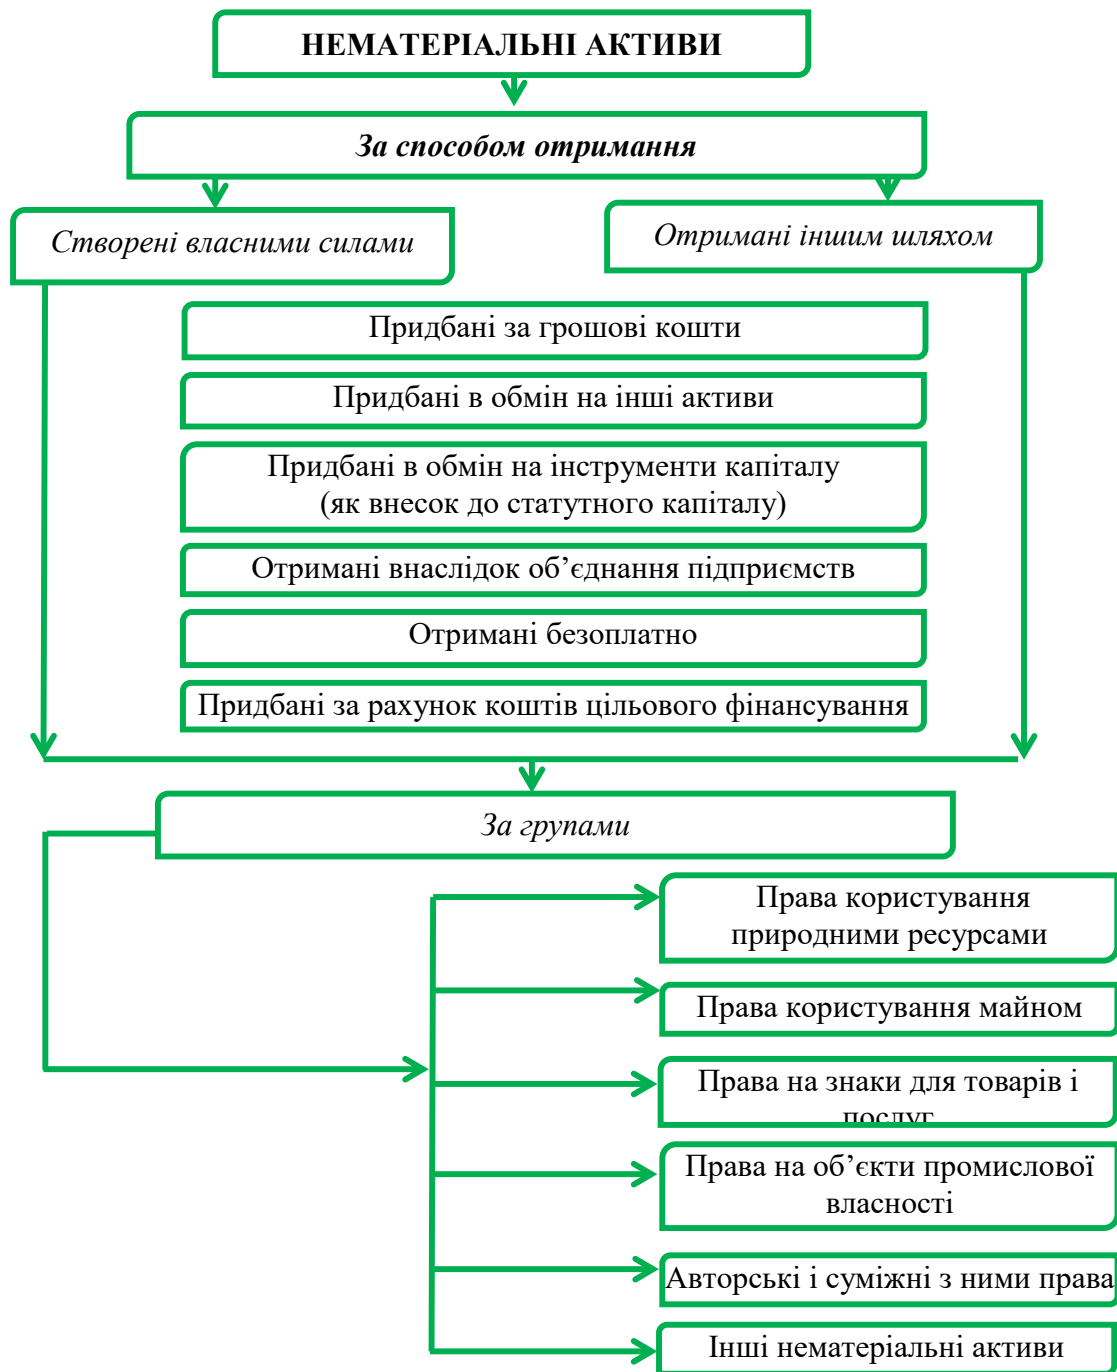 НЕМАТЕРІАЛЬНІ АКТИВИ
За способом отримання
Створені власними силами
Отримані іншим шляхом
Придбані за грошові кошти
Придбані в обмін на інші активи
Придбані в обмін на інструменти капіталу
(як внесок до статутного капіталу)
Отримані внаслідок об’єднання підприємств
Отримані безоплатно
Придбані за рахунок коштів цільового фінансування
За групами
Права користування
природними ресурсами
Права користування майном
Права на знаки для товарів і
послуг
Права на об’єкти промислової
власності
Авторські і суміжні з ними права
Інші нематеріальні активи